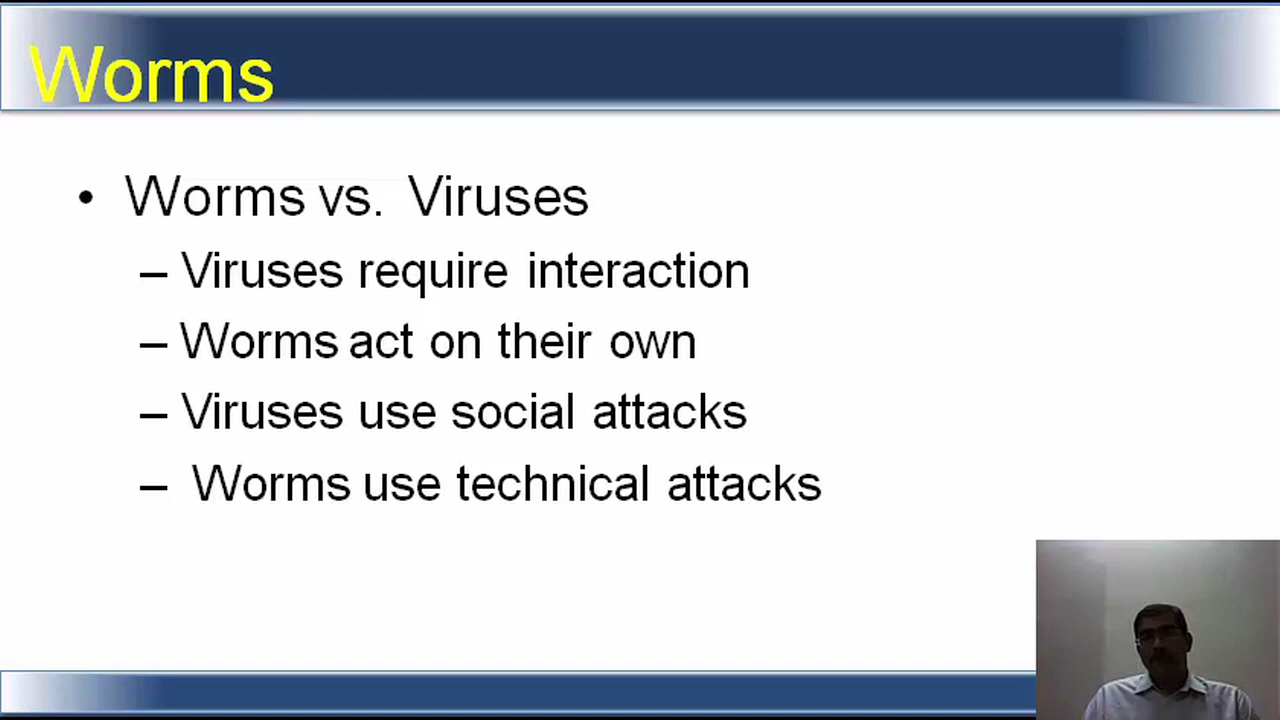 Worms
• Worms vs. Viruses
– Viruses require interaction
– Worms act on their own
– Viruses use social attacks
– Worms use technical attacks